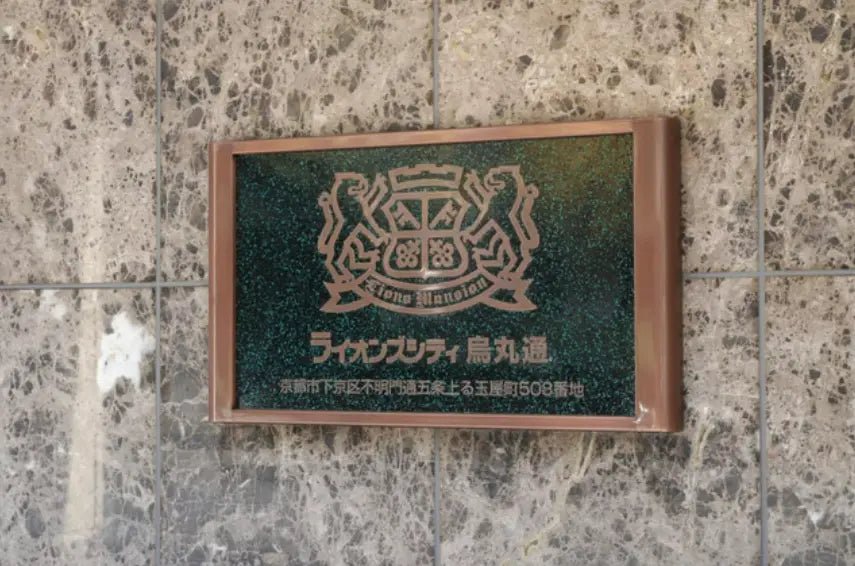 Lions Mansion
ライオンズシティ烏丸通
京都市下京区不明門通五条上る玉屋町509番地